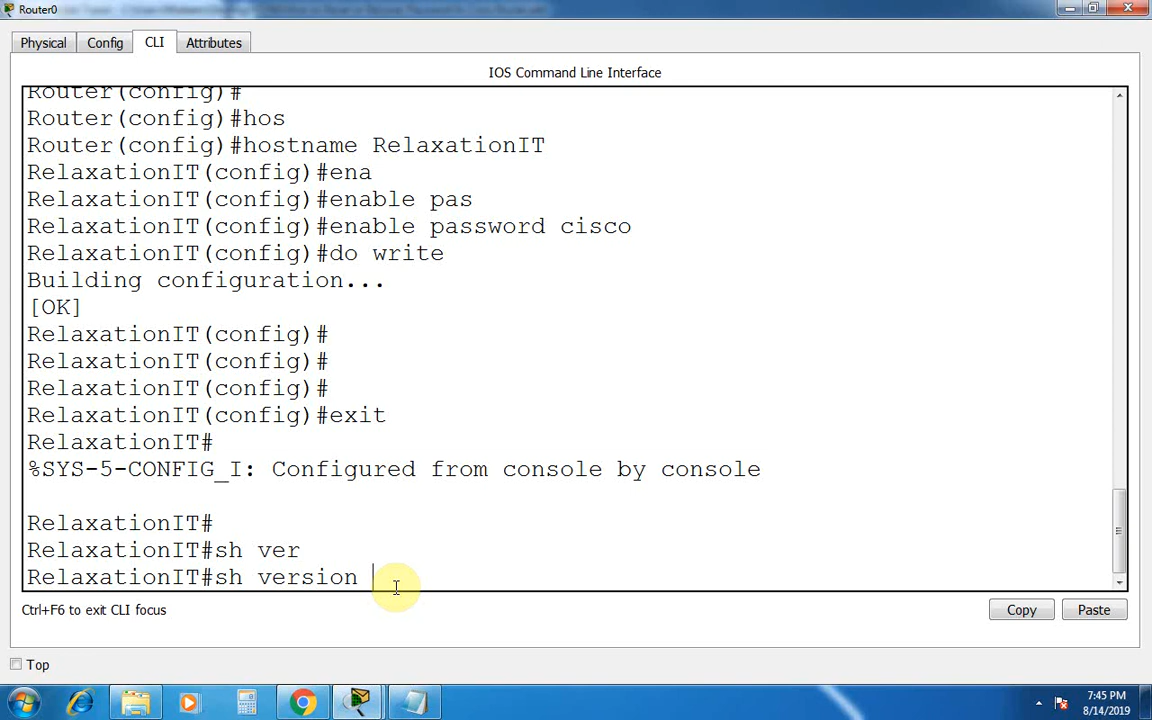 Router0
Physical
Config
CLI
Attributes
IOS Command Line Interface
Router(config)#
Router(config)#hos
Router(config)#hostname RelaxationIT
RelaxationIT(config)#ena
RelaxationIT(config)#enable pas
RelaxationIT(config)#enable password cisco
RelaxationIT(config)#do write
Building configuration...
[OK]
RelaxationIT(config)#
RelaxationIT(config)#
RelaxationIT(config)#
RelaxationIT(config)#exit
RelaxationIT#
%SYS-5-CONFIG_I: Configured from console by console
RelaxationIT#
RelaxationIT#sh ver
RelaxationIT#sh version
Ctrl+F6 to exit CLI focus
Copy
Paste
Top
7:45 PM
8/14/2019